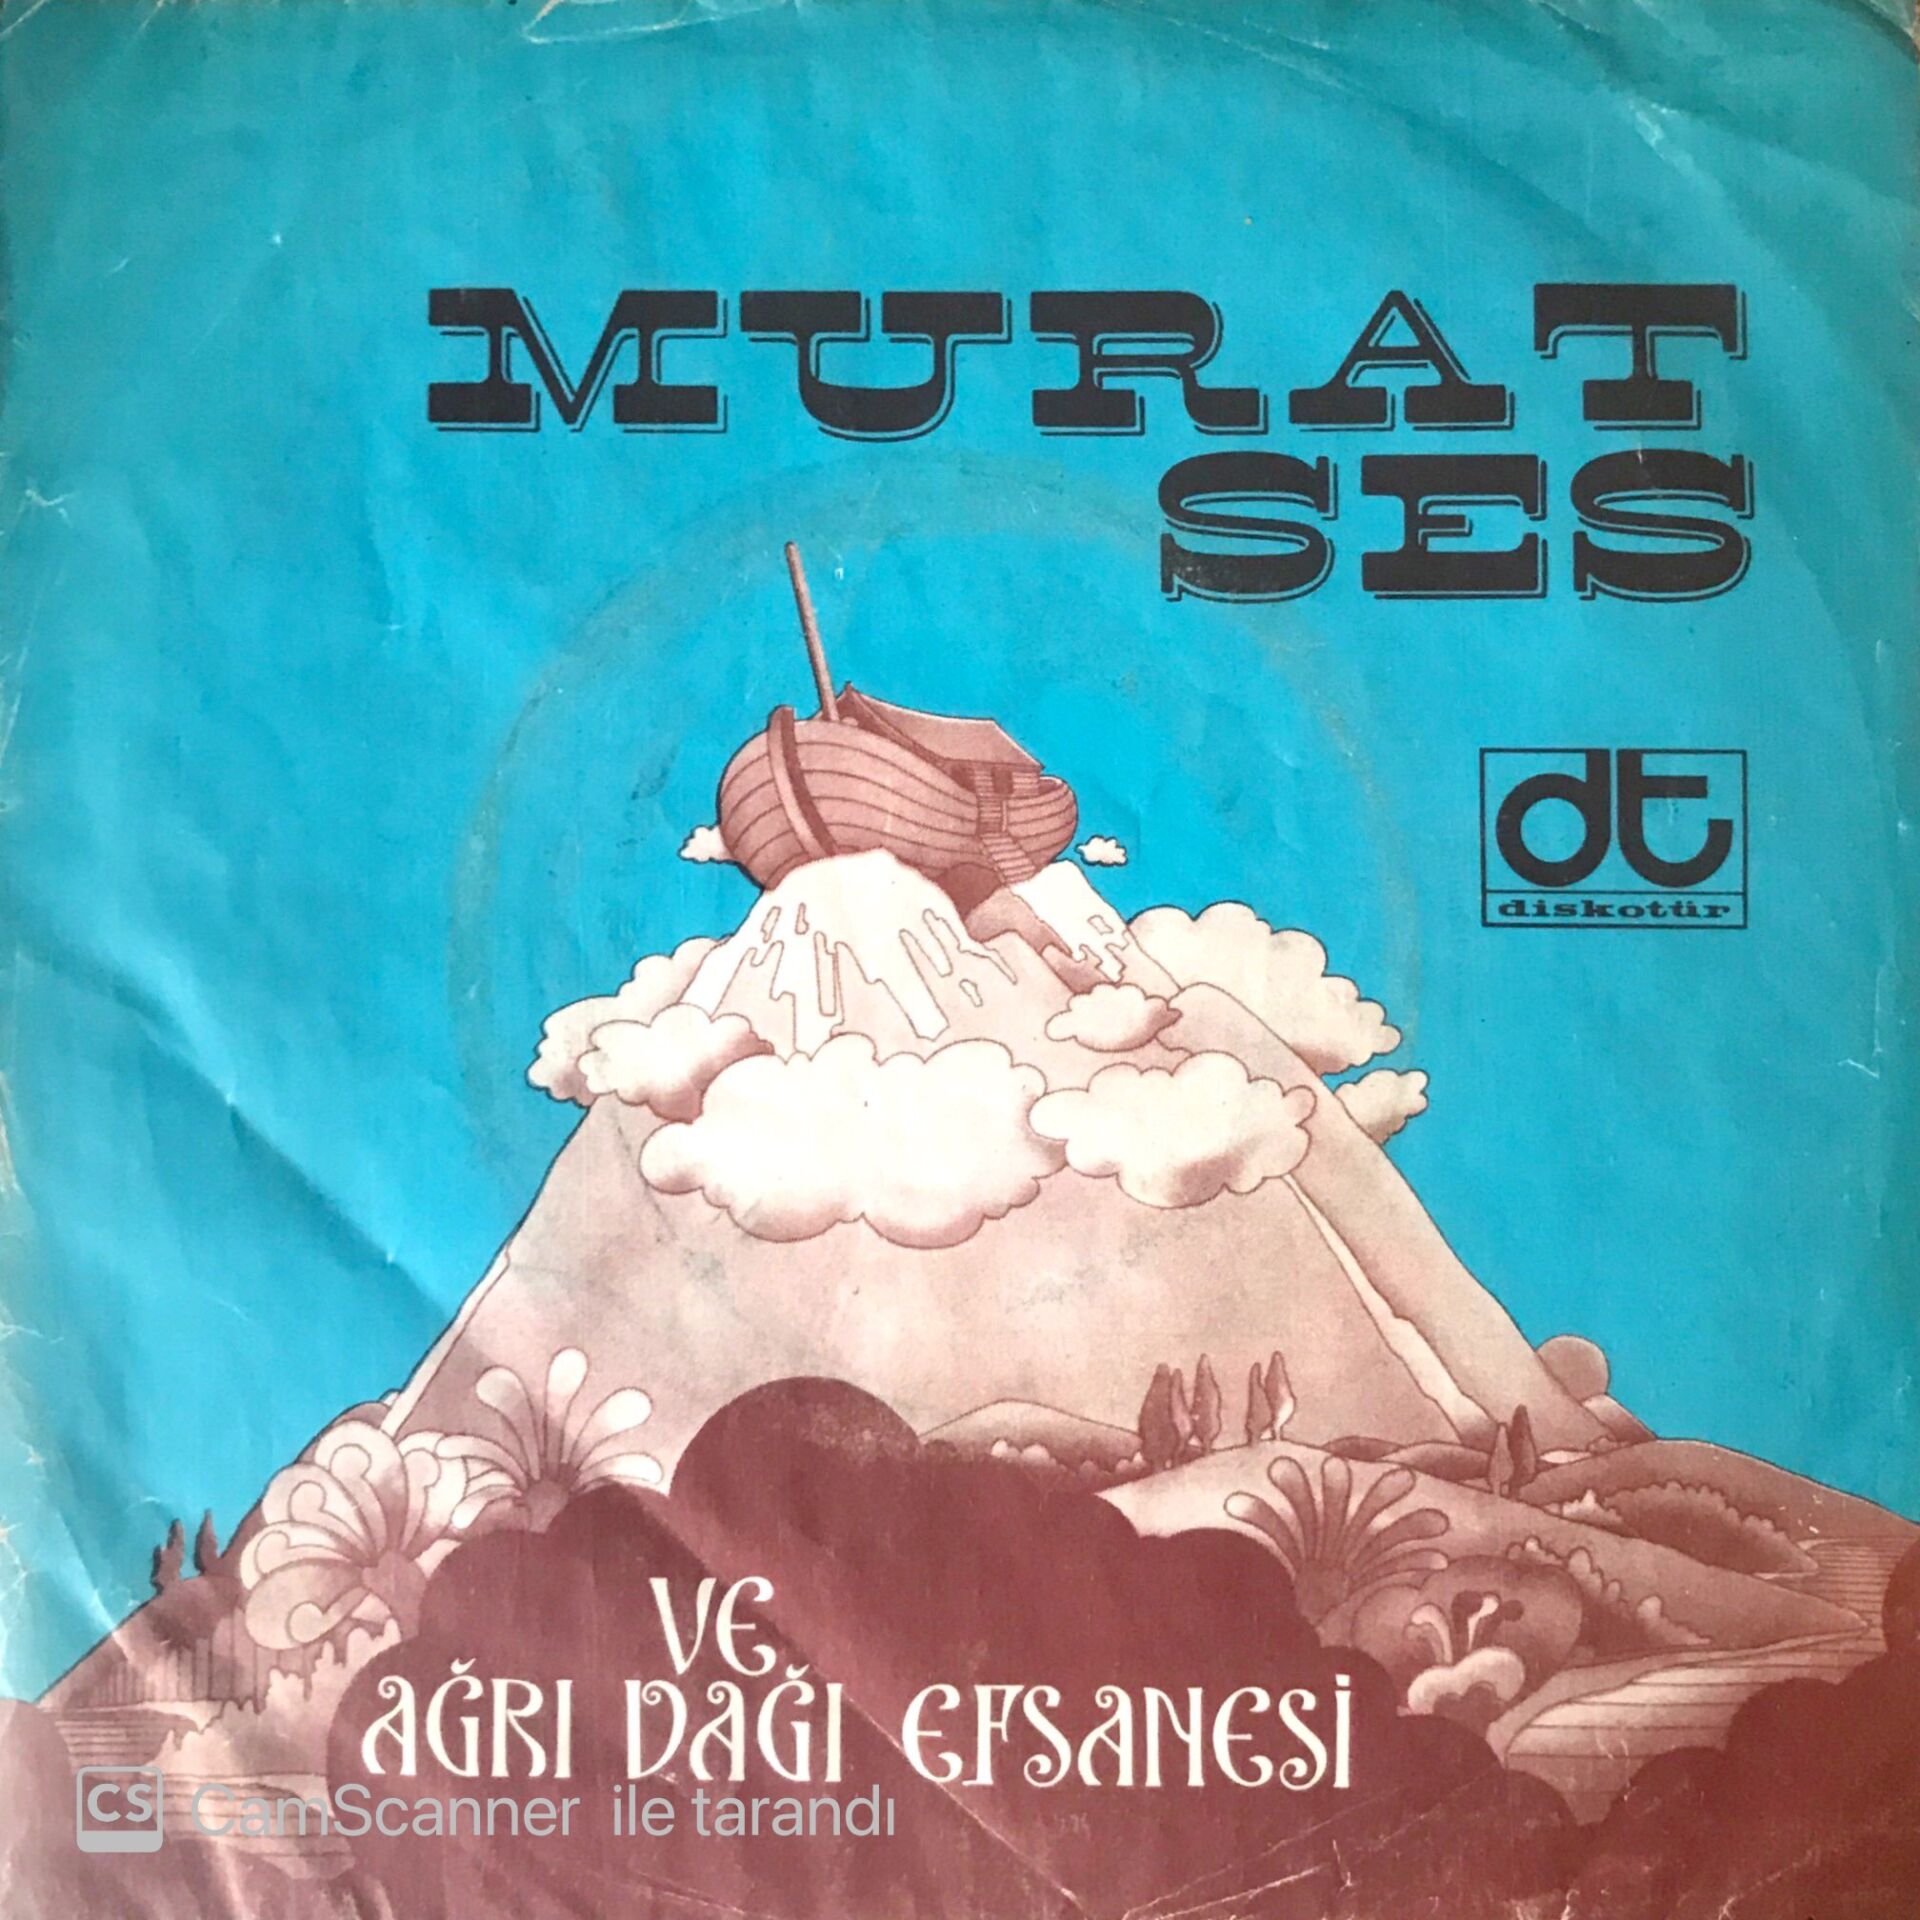 MURAT
SES
dt
diskotür
VE
AĞRI DAĞI EFSANESİ
CS CamScanner ile tarandı